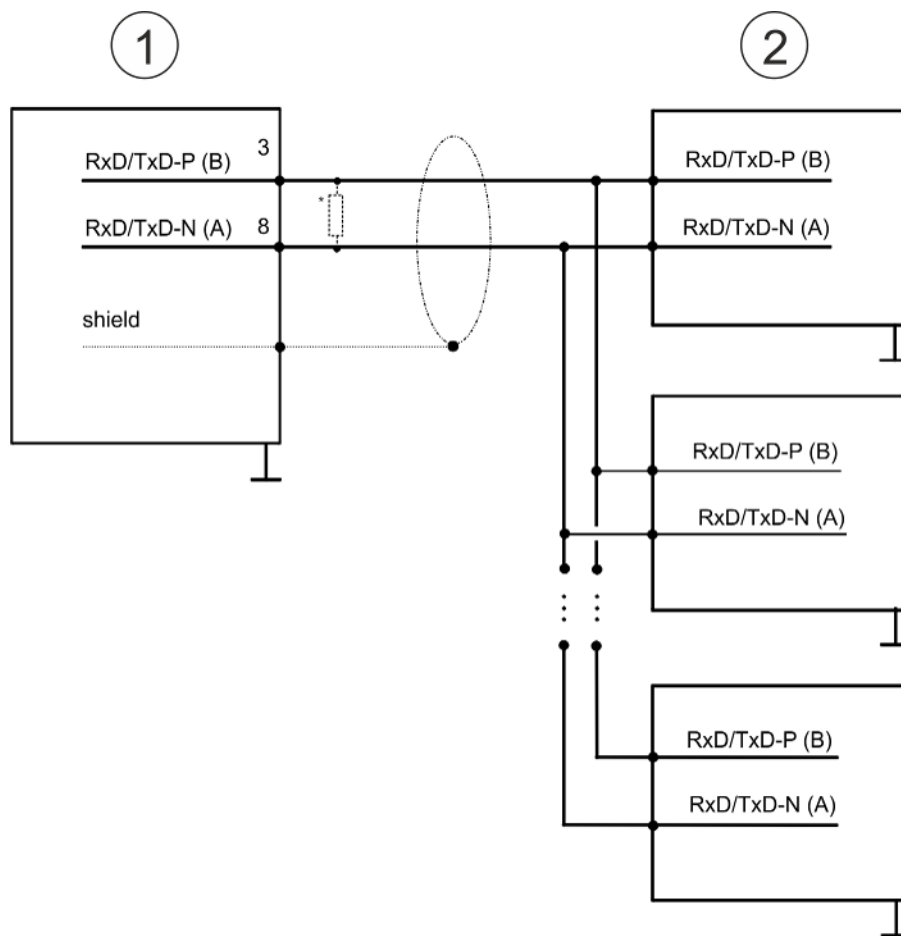 1
2
RxD/TxD-P (B) 3
RxD/TxD-N (A) 8
*
shield
RxD/TxD-P (B)
RxD/TxD-N (A)
RxD/TxD-P (B)
RxD/TxD-N (A)
RxD/TxD-P (B)
RxD/TxD-N (A)